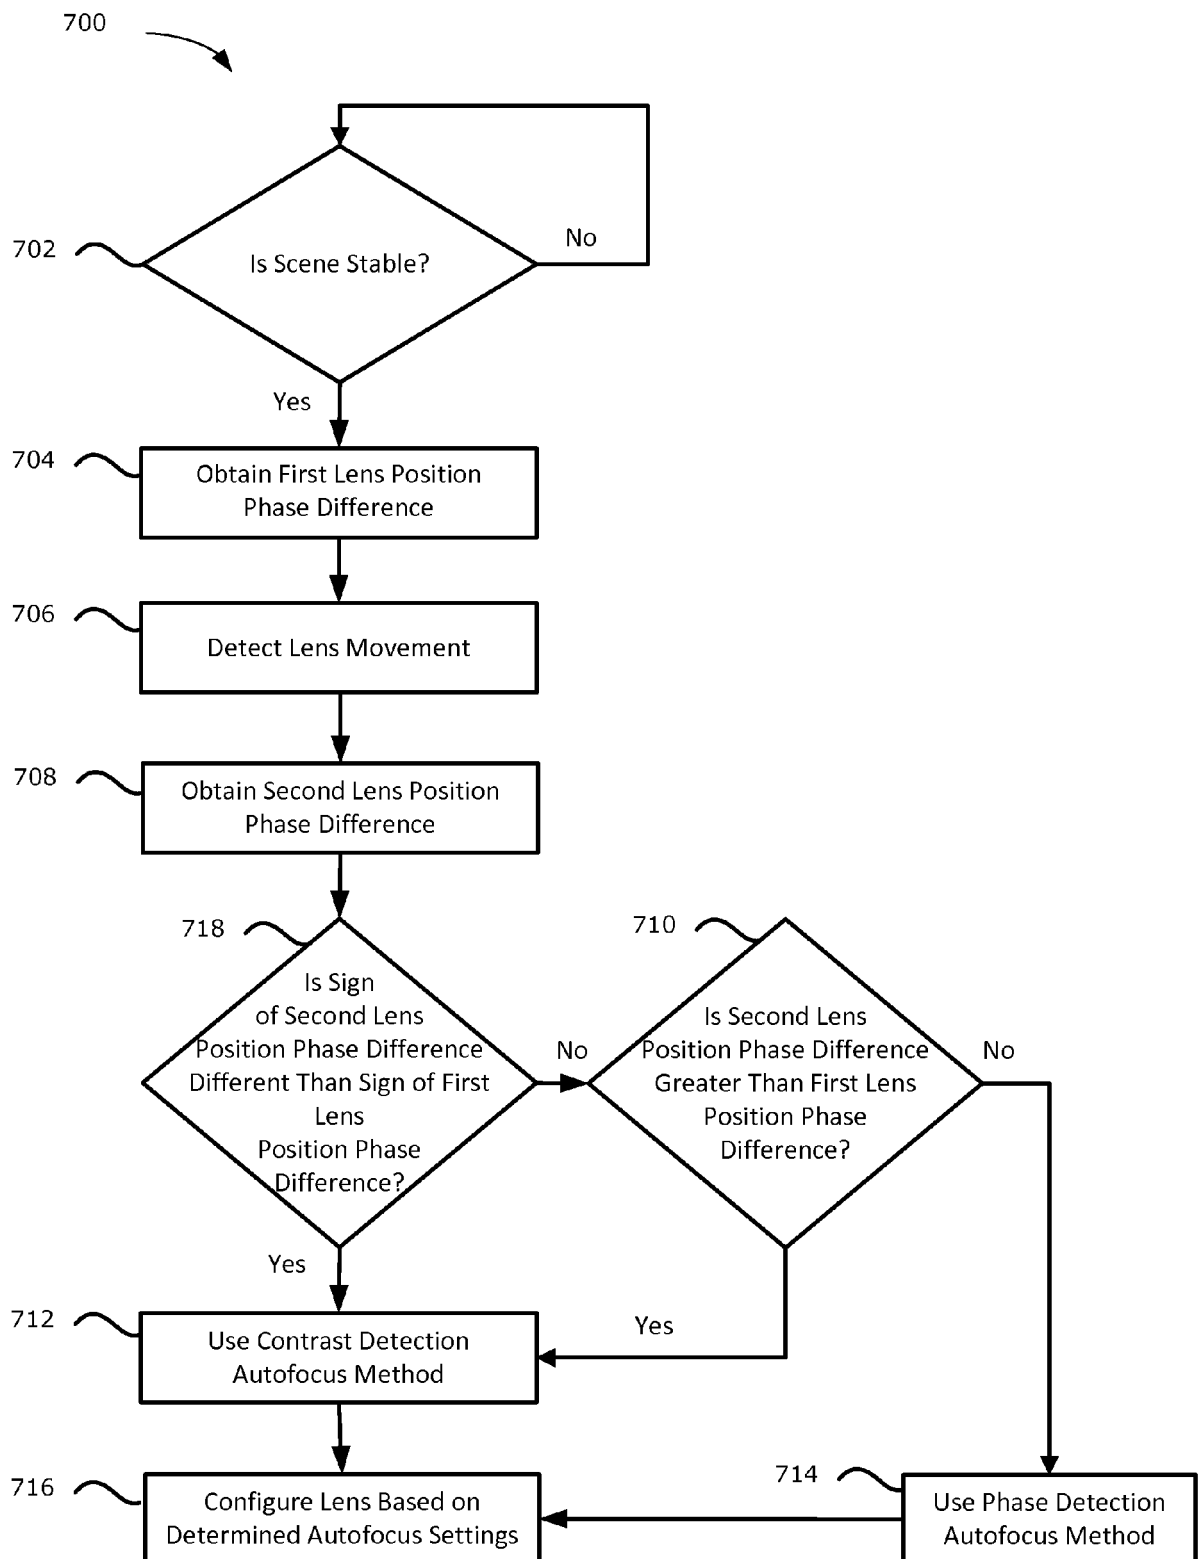 700
702
Is Scene Stable?
No
Yes
704
Obtain First Lens Position
Phase Difference
706
Detect Lens Movement
708
Obtain Second Lens Position
Phase Difference
718
Is Sign
of Second Lens
Position Phase Difference
Different Than Sign of First
Lens
Position Phase
Difference?
No
Yes
710
Is Second Lens
Position Phase Difference
Greater Than First Lens
Position Phase
Difference?
No
Yes
712
Use Contrast Detection
Autofocus Method
716
Configure Lens Based on
Determined Autofocus Settings
714
Use Phase Detection
Autofocus Method